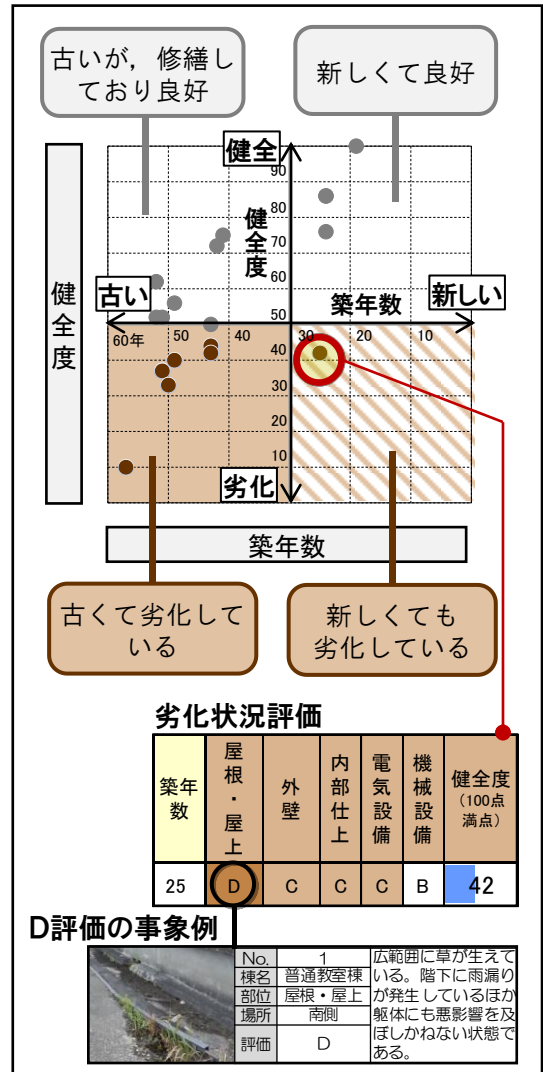 古いが，修繕し
ており良好
新しくて良好
健全
90
80
70
60
50
健全度
健全度
古い
築年数
新しい
60年
50
40
30
20
10
40
30
20
10
劣化
築年数
古くて劣化して
いる
新しくても
劣化している
劣化状況評価
築年数
屋根・屋上
外壁
内部仕上
電気設備
機械設備
健全度
(100点
満点)
25
D
C
C
C
B
42
D評価の事象例
No.
1
棟名
普通教室棟
部位
屋根・屋上
場所
南側
評価
D
広範囲に草が生えて
いる。階下に雨漏り
が発生しているほか
躯体にも悪影響を及
ぼしかねない状態で
ある。